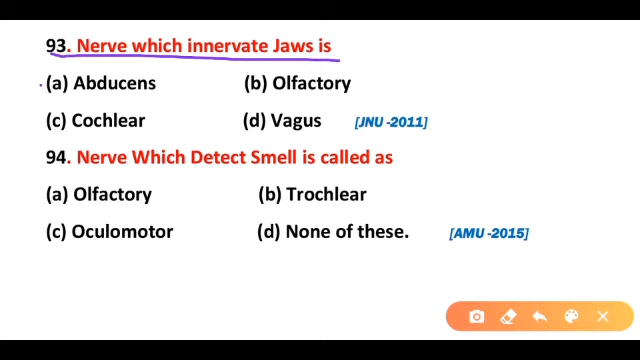 93. Nerve which innervate Jaws is
(a) Abducens (b) Olfactory
(c) Cochlear (d) Vagus [JNU -2011]
94. Nerve Which Detect Smell is called as
(a) Olfactory (b) Trochlear
(c) Oculomotor (d) None of these. [AMU -2015]